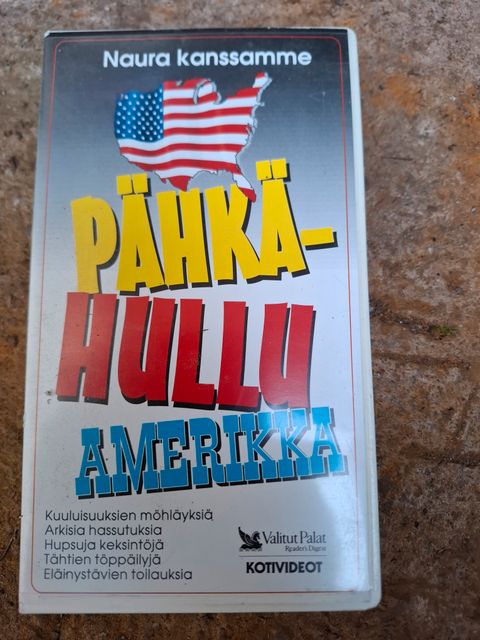 Naura kanssamme
PÄHKÄ-
HULLU
AMERIKKA
Kuuluisuuksien möhläyksiä
Arkisia hassutuksia
Hupsuja keksintöjä
Tähtien töppäilyjä
Eläinystävien toilauksia
Valitut Palat
Reader's Digest
KOTIVIDEOT